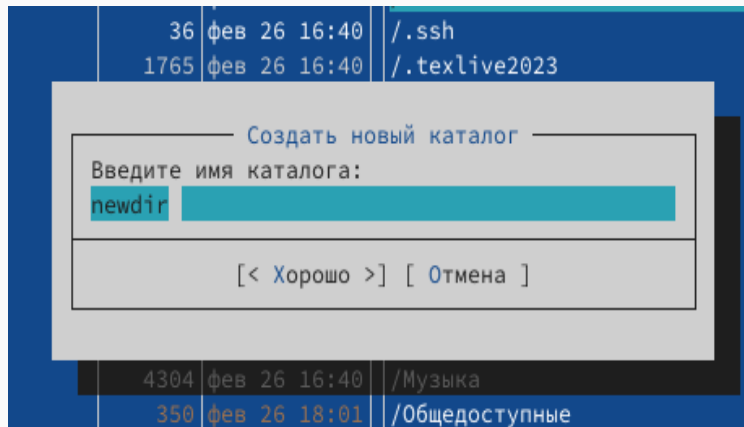 36 фев 26 16:40 /.ssh
1765 фев 26 16:40 /.texlive2023
Создать новый каталог
Введите имя каталога:
newdir
[< Хорошо >] [ Отмена ]
4304 фев 26 16:40 /Музыка
350 фев 26 18:01 /Общедоступные